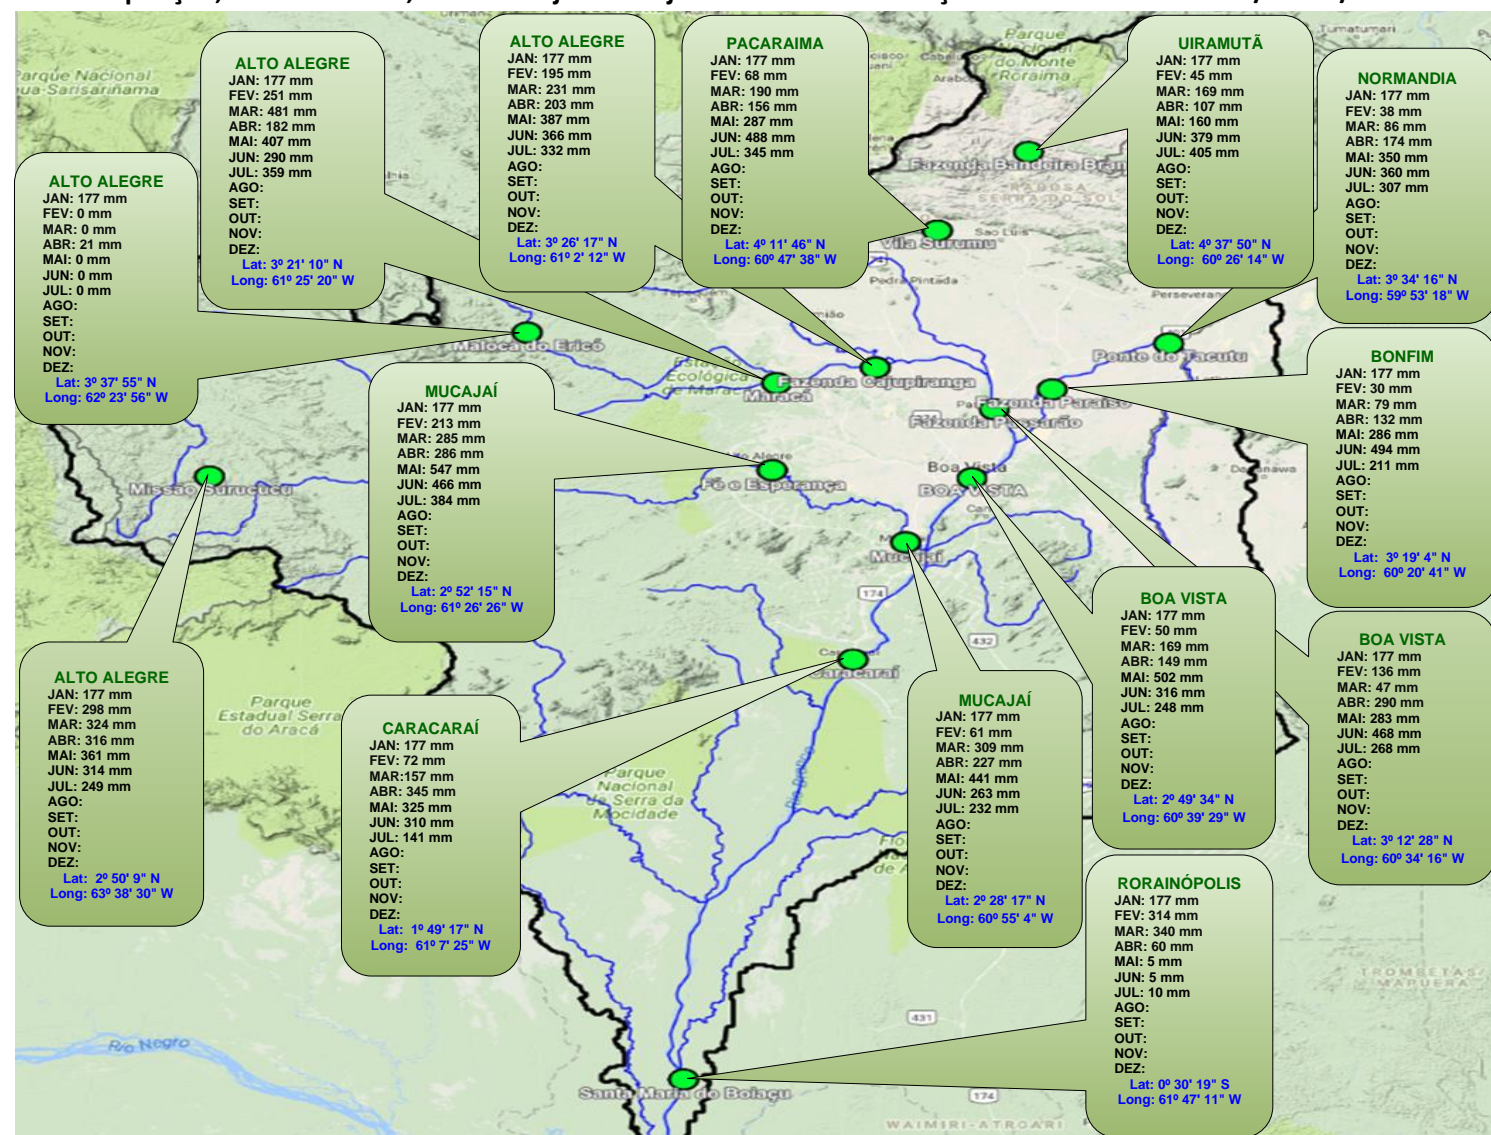 ALTO ALEGRE
JAN: 177 mm
FEV: 0 mm
MAR: 0 mm
ABR: 21 mm
MAI: 0 mm
JUN: 0 mm
JUL: 0 mm
AGO:
SET:
OUT:
NOV:
DEZ:
Lat: 3º 37' 55" N
Long: 62º 23' 56" W
ALTO ALEGRE
JAN: 177 mm
FEV: 251 mm
MAR: 481 mm
ABR: 182 mm
MAI: 407 mm
JUN: 290 mm
JUL: 359 mm
AGO:
SET:
OUT:
NOV:
DEZ:
Lat: 3º 21' 10" N
Long: 61º 25' 20" W
ALTO ALEGRE
JAN: 177 mm
FEV: 195 mm
MAR: 231 mm
ABR: 203 mm
MAI: 387 mm
JUN: 366 mm
JUL: 332 mm
AGO:
SET:
OUT:
NOV:
DEZ:
Lat: 3º 26' 17" N
Long: 61º 2' 12" W
PACARAIMA
JAN: 177 mm
FEV: 68 mm
MAR: 190 mm
ABR: 156 mm
MAI: 287 mm
JUN: 488 mm
JUL: 345 mm
AGO:
SET:
OUT:
NOV:
DEZ:
Lat: 4º 11' 46" N
Long: 60º 47' 38" W
UIRAMUTÃ
JAN: 177 mm
FEV: 45 mm
MAR: 169 mm
ABR: 107 mm
MAI: 160 mm
JUN: 379 mm
JUL: 405 mm
AGO:
SET:
OUT:
NOV:
DEZ:
Lat: 4º 37' 50" N
Long: 60º 26' 14" W
NORMANDIA
JAN: 177 mm
FEV: 38 mm
MAR: 86 mm
ABR: 174 mm
MAI: 350 mm
JUN: 360 mm
JUL: 307 mm
AGO:
SET:
OUT:
NOV:
DEZ:
Lat: 3º 34' 16" N
Long: 59º 53' 18" W
MUCAJAÍ
JAN: 177 mm
FEV: 213 mm
MAR: 285 mm
ABR: 286 mm
MAI: 547 mm
JUN: 466 mm
JUL: 384 mm
AGO:
SET:
OUT:
NOV:
DEZ:
Lat: 2º 52' 15" N
Long: 61º 26' 26" W
BONFIM
JAN: 177 mm
FEV: 30 mm
MAR: 79 mm
ABR: 132 mm
MAI: 286 mm
JUN: 494 mm
JUL: 211 mm
AGO:
SET:
OUT:
NOV:
DEZ:
Lat: 3º 19' 4" N
Long: 60º 20' 41" W
ALTO ALEGRE
JAN: 177 mm
FEV: 298 mm
MAR: 324 mm
ABR: 316 mm
MAI: 361 mm
JUN: 314 mm
JUL: 249 mm
AGO:
SET:
OUT:
NOV:
DEZ:
Lat: 2º 50' 9" N
Long: 63º 38' 30" W
CARACARAÍ
JAN: 177 mm
FEV: 72 mm
MAR:157 mm
ABR: 345 mm
MAI: 325 mm
JUN: 310 mm
JUL: 141 mm
AGO:
SET:
OUT:
NOV:
DEZ:
Lat: 1º 49' 17" N
Long: 61º 7' 25" W
MUCAJAÍ
JAN: 177 mm
FEV: 61 mm
MAR: 309 mm
ABR: 227 mm
MAI: 441 mm
JUN: 263 mm
JUL: 232 mm
AGO:
SET:
OUT:
NOV:
DEZ:
Lat: 2º 28' 17" N
Long: 60º 55' 4" W
BOA VISTA
JAN: 177 mm
FEV: 50 mm
MAR: 169 mm
ABR: 149 mm
MAI: 502 mm
JUN: 316 mm
JUL: 248 mm
AGO:
SET:
OUT:
NOV:
DEZ:
Lat: 2º 49' 34" N
Long: 60º 39' 29" W
BOA VISTA
JAN: 177 mm
FEV: 136 mm
MAR: 47 mm
ABR: 290 mm
MAI: 283 mm
JUN: 468 mm
JUL: 268 mm
AGO:
SET:
OUT:
NOV:
DEZ:
Lat: 3º 12' 28" N
Long: 60º 34' 16" W
RORAINÓPOLIS
JAN: 177 mm
FEV: 314 mm
MAR: 340 mm
ABR: 60 mm
MAI: 5 mm
JUN: 5 mm
JUL: 10 mm
AGO:
SET:
OUT:
NOV:
DEZ:
Lat: 0º 30' 19" S
Long: 61º 47' 11" W
Parque Nacional
Parque
do Monte
Roraima
Tumatumari
Fazenda Bandeira Bran
RAPOSA
Vila Surumu
Sao Luis
Pedra Pintada
Maloca do Ericó
Ecológica
Maracá
Fazenda Cajupiranga
Ponte do Tacutu
Fazenda Paraíso
Fazenda Passarão
Missão Surucucu
Fé e Esperança
Boa Vista
BOA VISTA
Mucajaí
174
432
Caracaraí
Parque
Estadual Serra
do Aracá
Parque
Nacional
da Serra da
Mocidade
Rio Negro
431
Santa Maria do Boiaçu
174
WAIMIRI-ATROARI
TROMBETAS/
MAPUERA